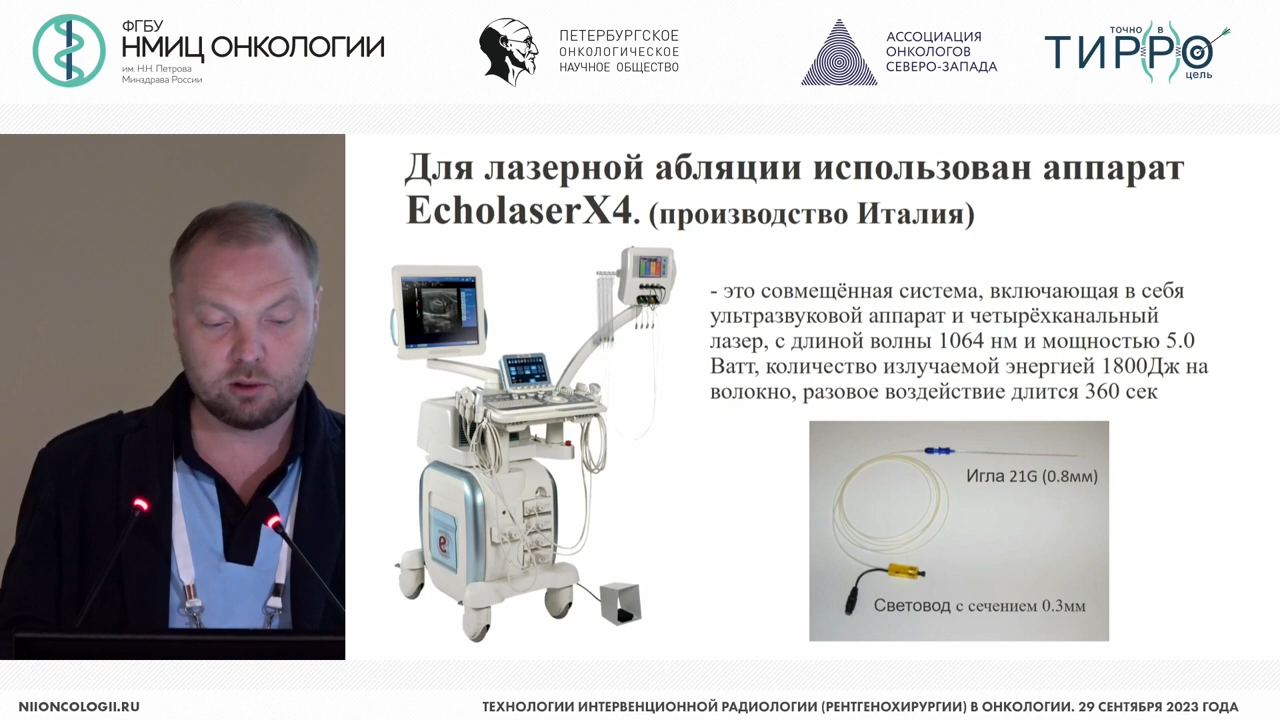 ФГБУ
НМИЦ ОНКОЛОГИИ
им. Н.Н. Петрова
Минздрава России
ПЕТЕРБУРГСКОЕ
ОНКОЛОГИЧЕСКОЕ
НАУЧНОЕ ОБЩЕСТВО
АССОЦИАЦИЯ
ОНКОЛОГОВ
СЕВЕРО-ЗАПАДА
ТОЧНО В
ТИРРО
цель
Для лазерной абляции использован аппарат
EcholaserX4. (производство Италия)
- это совмещённая система, включающая в себя
ультразвуковой аппарат и четырёхканальный
лазер, с длиной волны 1064 нм и мощностью 5.0
Ватт, количество излучаемой энергией 1800Дж на
волокно, разовое воздействие длится 360 сек
Игла 21G (0.8мм)
Световод с сечением 0.3мм
NIIONCOLOGII.RU
ТЕХНОЛОГИИ ИНТЕРВЕНЦИОННОЙ РАДИОЛОГИИ (РЕНТГЕНОХИРУРГИИ) В ОНКОЛОГИИ. 29 СЕНТЯБРЯ 2023 ГОДА